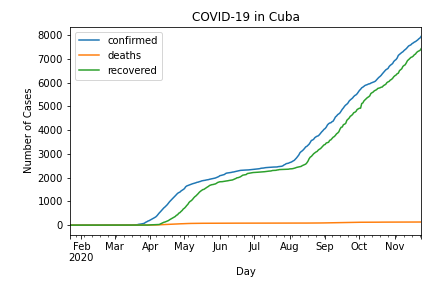 COVID-19 in Cuba
confirmed
deaths
recovered
Number of Cases
8000
7000
6000
5000
4000
3000
2000
1000
0
Feb Mar Apr May Jun Jul Aug Sep Oct Nov
2020
Day